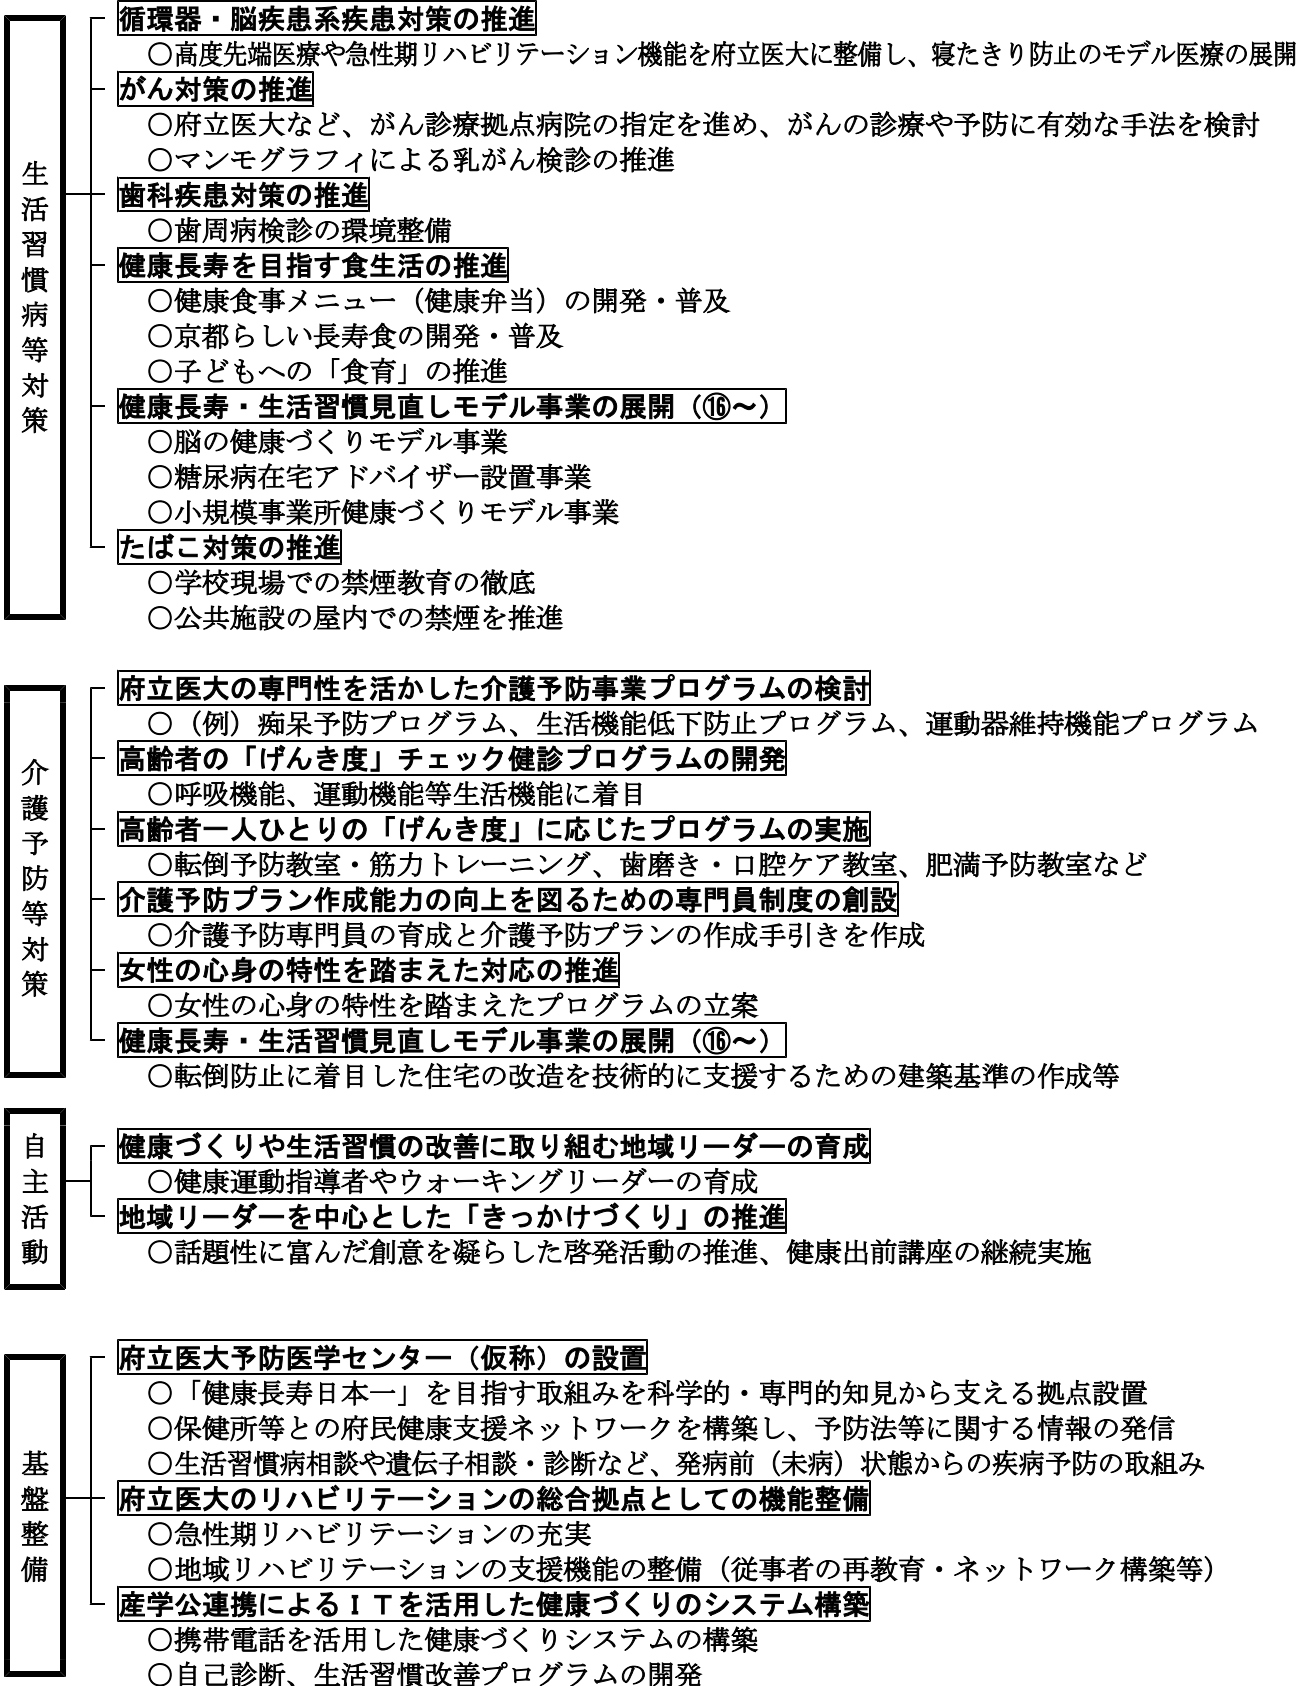 生活習慣病等対策
循環器・脳疾患系疾患対策の推進
○高度先端医療や急性期リハビリテーション機能を府立医大に整備し、寝たきり防止のモデル医療の展開
がん対策の推進
○府立医大など、がん診療拠点病院の指定を進め、がんの診療や予防に有効な手法を検討
○マンモグラフィによる乳がん検診の推進
歯科疾患対策の推進
○歯周病検診の環境整備
健康長寿を目指す食生活の推進
○健康食事メニュー（健康弁当）の開発・普及
○京都らしい長寿食の開発・普及
○子どもへの「食育」の推進
健康長寿・生活習慣見直しモデル事業の展開（⑯～）
○脳の健康づくりモデル事業
○糖尿病在宅アドバイザー設置事業
○小規模事業所健康づくりモデル事業
たばこ対策の推進
○学校現場での禁煙教育の徹底
○公共施設の屋内での禁煙を推進
介護予防等対策
府立医大の専門性を活かした介護予防事業プログラムの検討
○（例）痴呆予防プログラム、生活機能低下防止プログラム、運動器維持機能プログラム
高齢者の「げんき度」チェック健診プログラムの開発
○呼吸機能、運動機能等生活機能に着目
高齢者一人ひとりの「げんき度」に応じたプログラムの実施
○転倒予防教室・筋力トレーニング、歯磨き・口腔ケア教室、肥満予防教室など
介護予防プラン作成能力の向上を図るための専門員制度の創設
○介護予防専門員の育成と介護予防プランの作成手引きを作成
女性の心身の特性を踏まえた対応の推進
○女性の心身の特性を踏まえたプログラムの立案
健康長寿・生活習慣見直しモデル事業の展開（⑯～）
○転倒防止に着目した住宅の改造を技術的に支援するための建築基準の作成等
自主活動
健康づくりや生活習慣の改善に取り組む地域リーダーの育成
○健康運動指導者やウォーキングリーダーの育成
地域リーダーを中心とした「きっかけづくり」の推進
○話題性に富んだ創意を凝らした啓発活動の推進、健康出前講座の継続実施
基盤整備
府立医大予防医学センター（仮称）の設置
○「健康長寿日本一」を目指す取組みを科学的・専門的知見から支える拠点設置
○保健所等との府民健康支援ネットワークを構築し、予防法等に関する情報の発信
○生活習慣病相談や遺伝子相談・診断など、発病前（未病）状態からの疾病予防の取組み
府立医大のリハビリテーションの総合拠点としての機能整備
○急性期リハビリテーションの充実
○地域リハビリテーションの支援機能の整備（従事者の再教育・ネットワーク構築等）
産学公連携によるＩＴを活用した健康づくりのシステム構築
○携帯電話を活用した健康づくりシステムの構築
○自己診断、生活習慣改善プログラムの開発